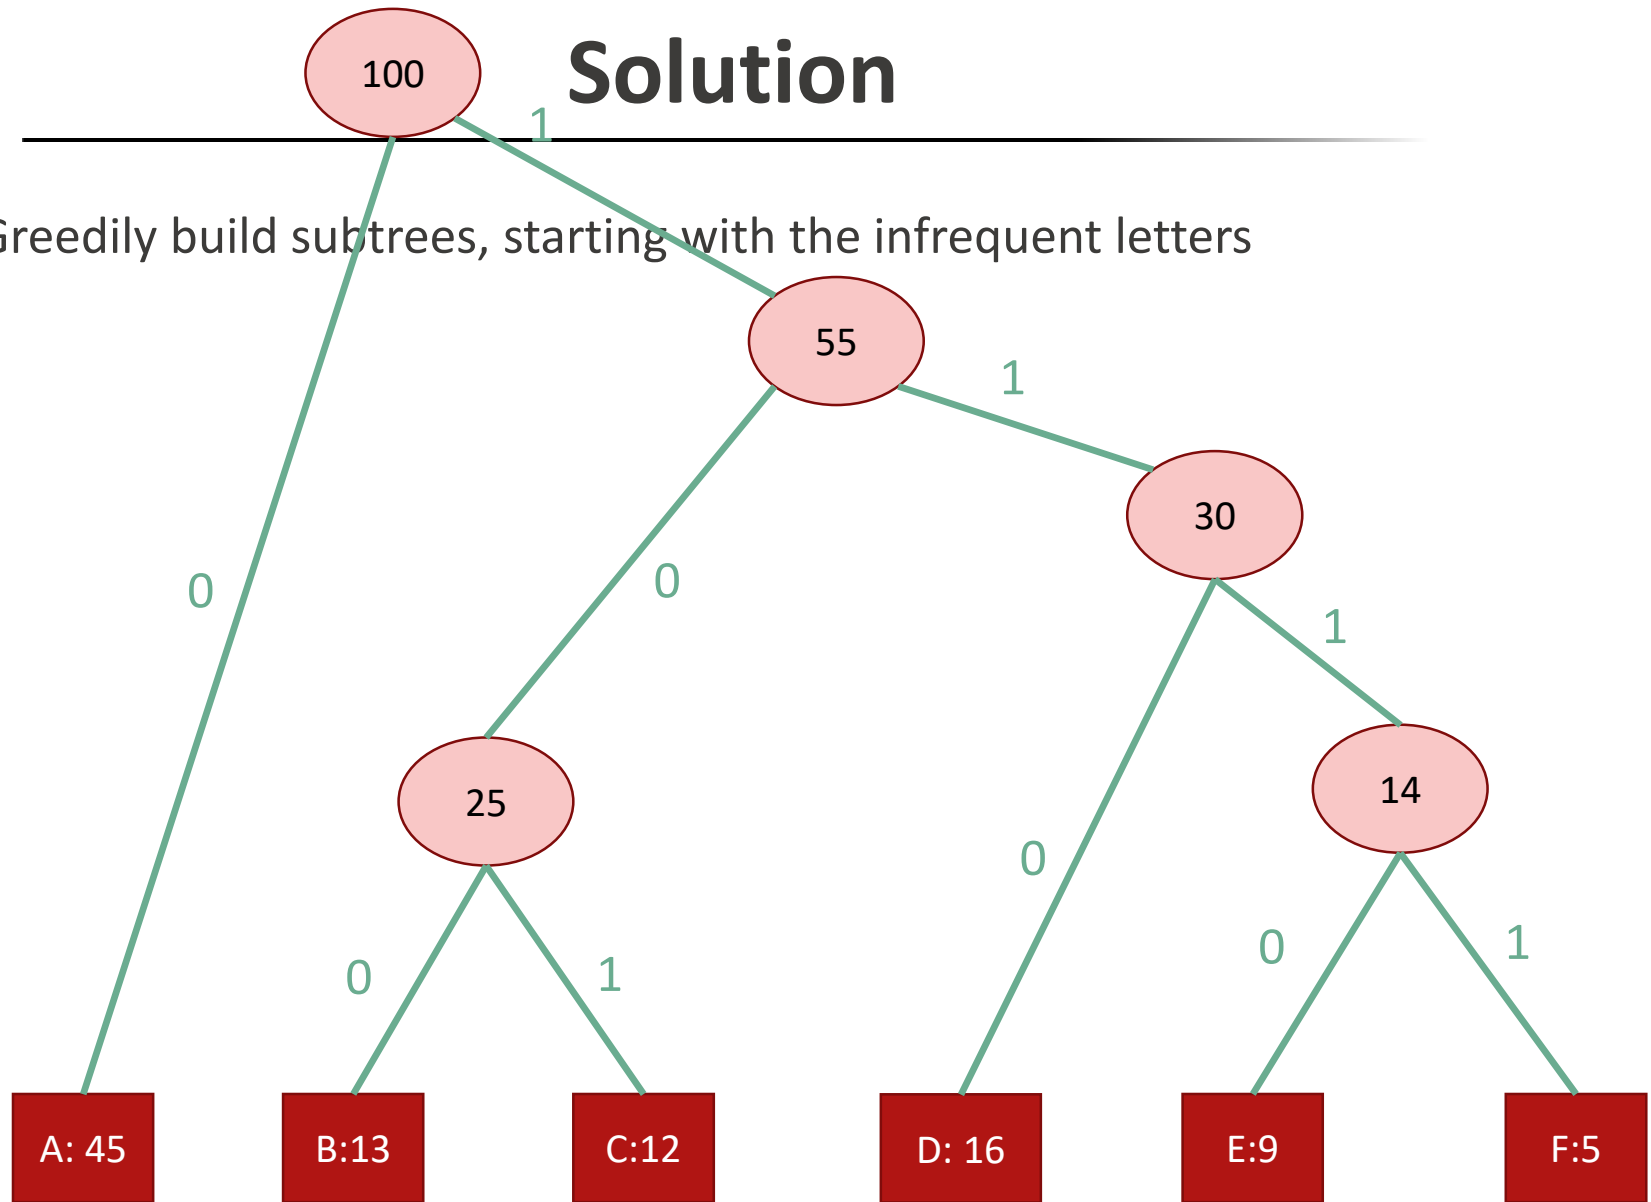 Solution
100
1
Greedily build subtrees, starting with the infrequent letters
55
1
30
0
0
1
25
14
0
0
1
0
1
A: 45
B:13
C:12
D: 16
E:9
F:5